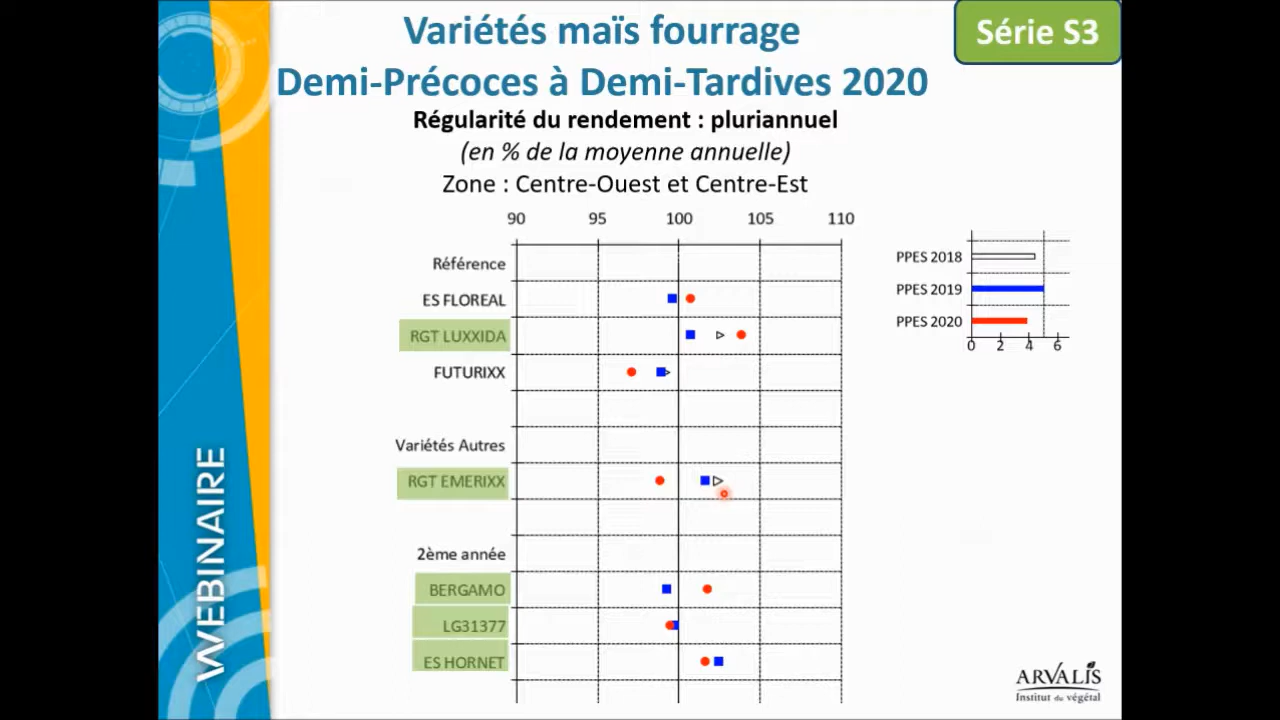 Variétés maïs fourrage
Demi-Précoces à Demi-Tardives 2020
Série S3
Régularité du rendement : pluriannuel
(en % de la moyenne annuelle)
Zone : Centre-Ouest et Centre-Est
90 95 100 105 110
Référence
ES FLOREAL
RGT LUXXIDA
FUTURIXX
Variétés Autres
RGT EMERIXX
2ème année
BERGAMO
LG31377
ES HORNET
PPES 2018
PPES 2019
PPES 2020
0 2 4 6
WEBINAIRE
ARVALIS
Institut du végétal